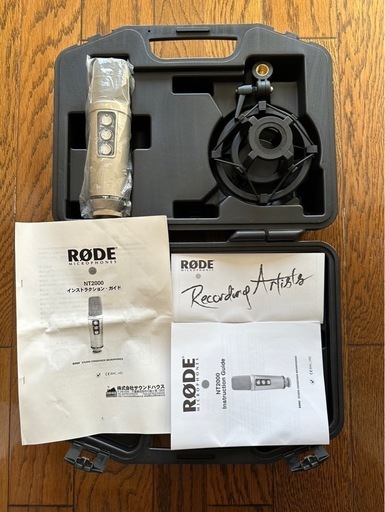 RØDE
MICROPHONES
NT2000
インストラクション・ガイド
株式会社サウンドハウス
RØDE
MICROPHONES
Recording Artists
RØDE
MICROPHONES
NT2000
Instruction Guide